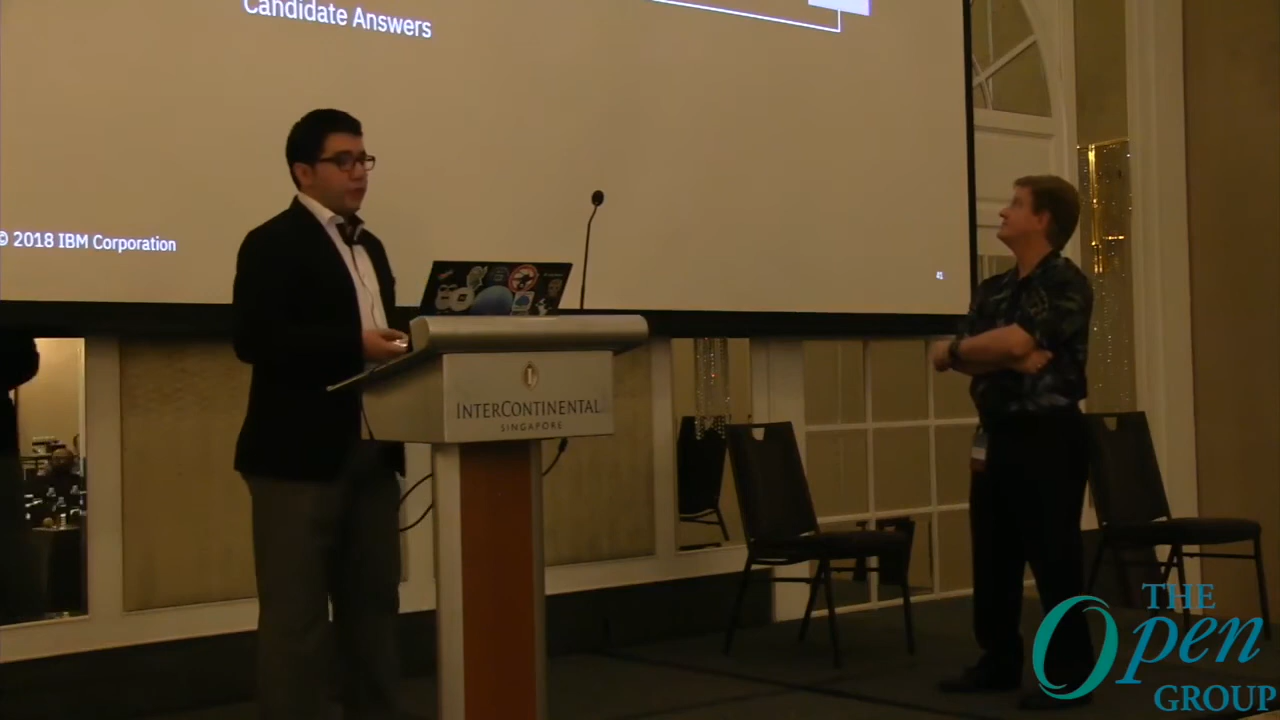 Candidate Answers
© 2018 IBM Corporation
INTERCONTINENTAL
SINGAPORE
THE
Open
GROUP